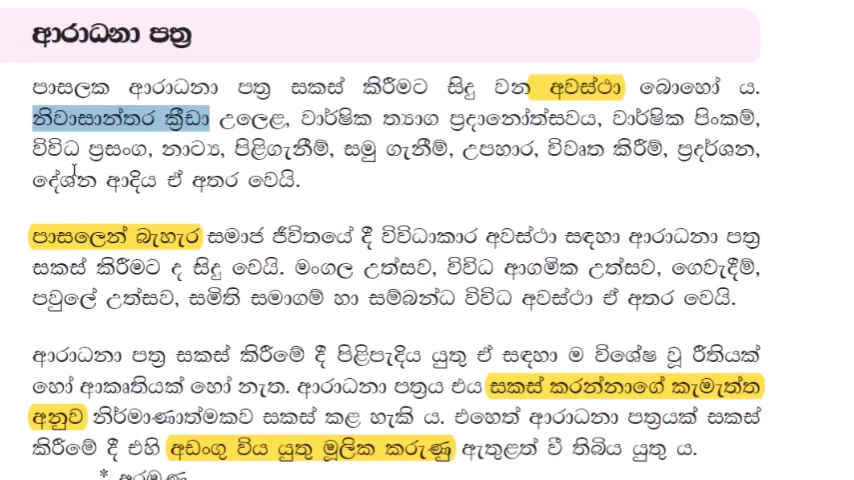 ආරාධනා පත්‍ර
පාසලක ආරාධනා පත්‍ර සකස් කිරීමට සිදු වන අවස්ථා බොහෝ ය.
නිවාසාන්තර ක්‍රීඩා උලෙළ, වාර්ෂික ත්‍යාග ප්‍රදානෝත්සවය, වාර්ෂික පිංකම්,
විවිධ ප්‍රසංග, නාට්‍ය, පිළිගැනීම්, සමු ගැනීම්, උපහාර, විවෘත කිරීම්, ප්‍රදර්ශන,
දේශන ආදිය ඒ අතර වෙයි.
පාසලෙන් බැහැර සමාජ ජීවිතයේ දී විවිධාකාර අවස්ථා සඳහා ආරාධනා පත්‍ර
සකස් කිරීමට ද සිදු වෙයි. මංගල උත්සව, විවිධ ආගමික උත්සව, ගෙවැදීම්,
පවුලේ උත්සව, සමිති සමාගම් හා සම්බන්ධ විවිධ අවස්ථා ඒ අතර වෙයි.
ආරාධනා පත්‍ර සකස් කිරීමේ දී පිළිපැදිය යුතු ඒ සඳහා ම විශේෂ වූ රීතියක්
හෝ ආකෘතියක් හෝ නැත. ආරාධනා පත්‍රය එය සකස් කරන්නාගේ කැමැත්ත
අනුව නිර්මාණාත්මකව සකස් කළ හැකි ය. එහෙත් ආරාධනා පත්‍රයක් සකස්
කිරීමේ දී එහි අඩංගු විය යුතු මූලික කරුණු ඇතුළත් වී තිබිය යුතු ය.
* අරමුණ